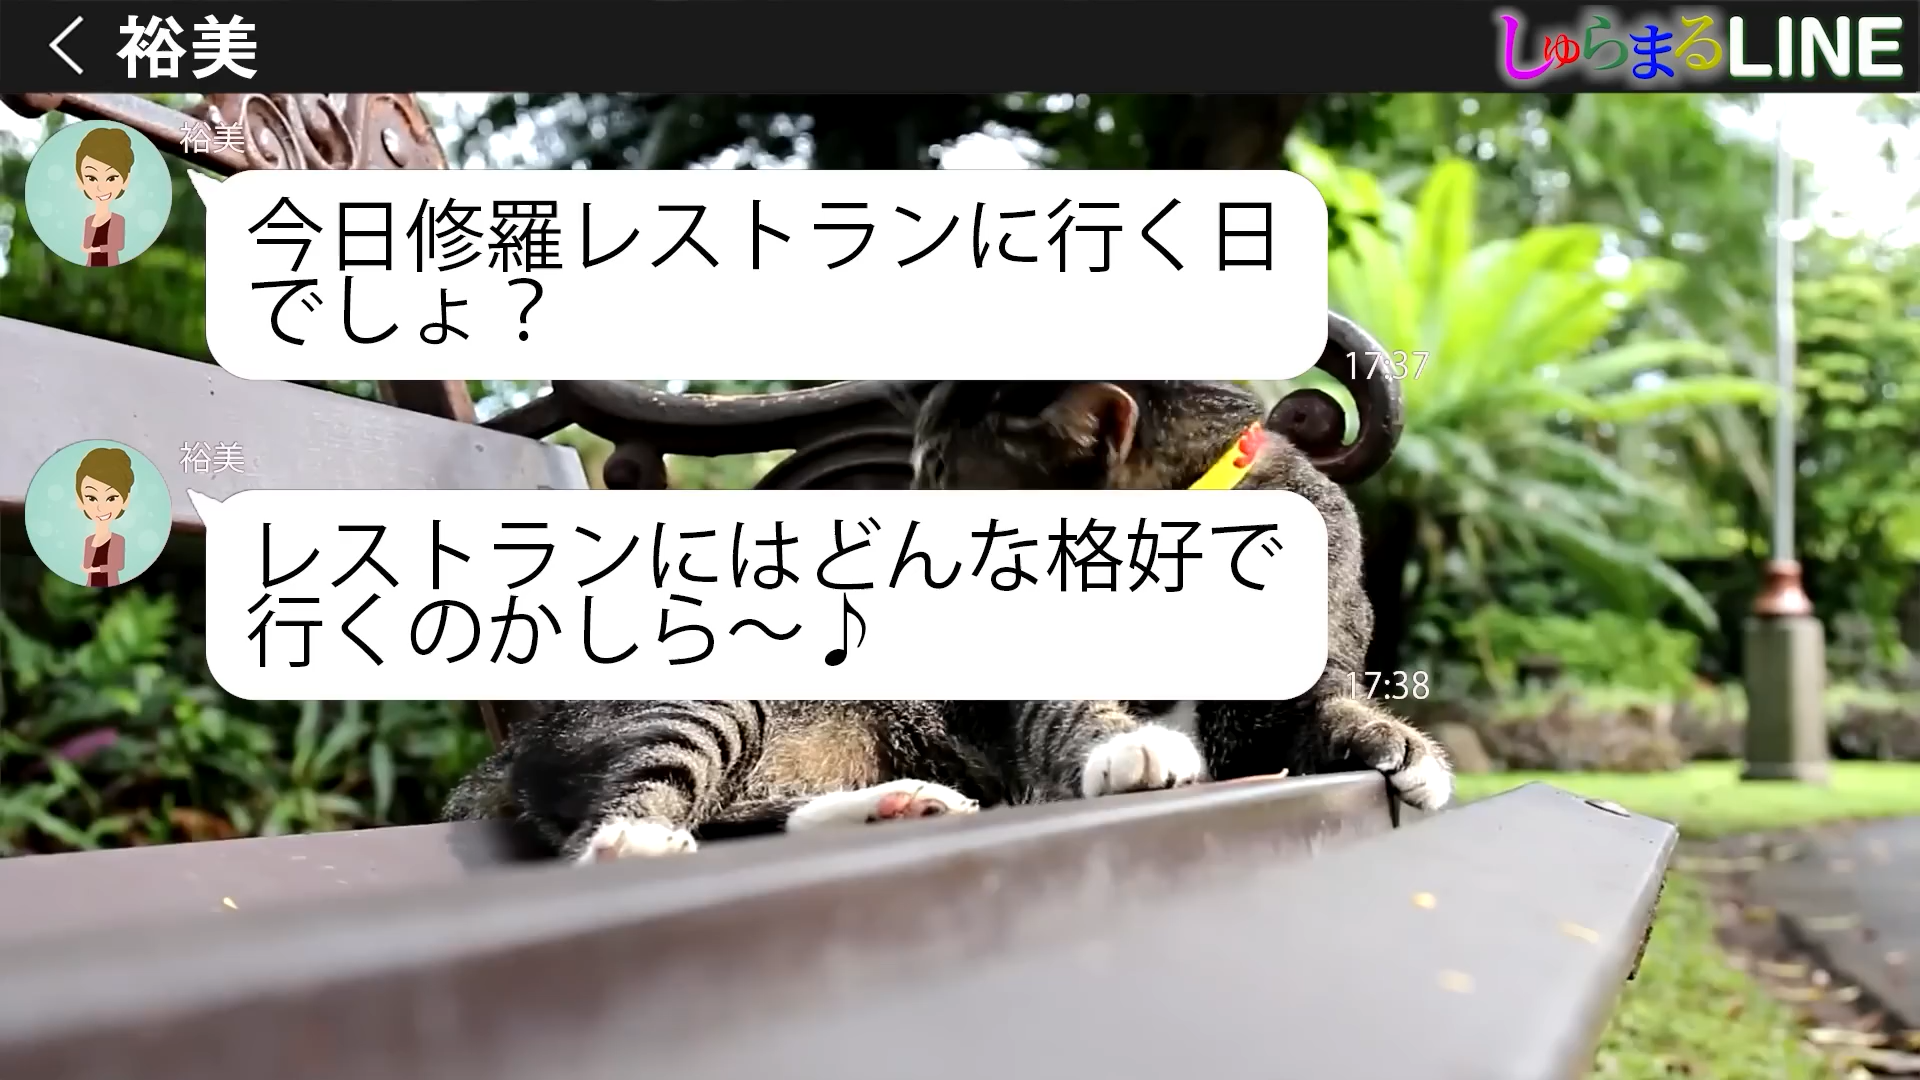 裕美
しゅらまるLINE
裕美
今日修羅レストランに行く日
でしょ？
17:37
裕美
レストランにはどんな格好で
行くのかしら～♪
17:38